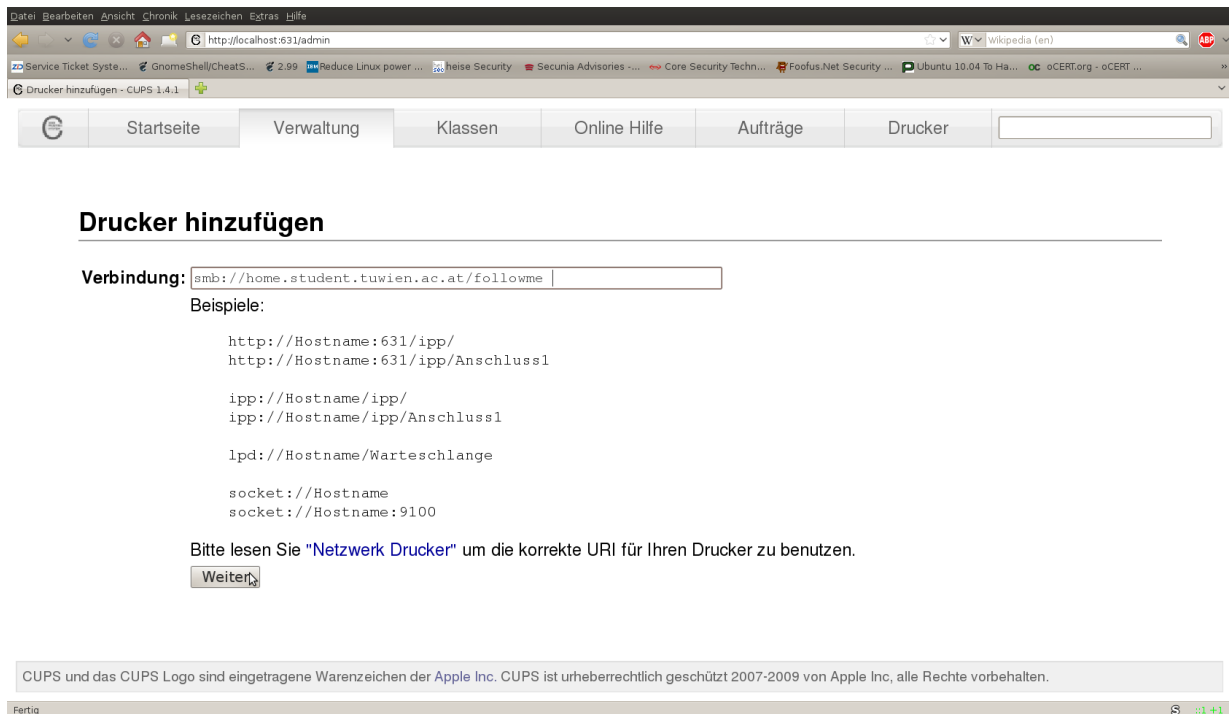 Datei Bearbeiten Ansicht Chronik Lesezeichen Extras Hilfe
http://localhost:631/admin
W Wikipedia (en)
ABP
Service Ticket Syste... GnomeShell/CheatS... 2.99 Reduce Linux power ... heise Security Secunia Advisories -... Core Security Techn... Foofus.Net Security ... Ubuntu 10.04 To Ha... oc oCERT.org - oCERT ... »
Drucker hinzufügen - CUPS 1.4.1
Startseite Verwaltung Klassen Online Hilfe Aufträge Drucker
Drucker hinzufügen
Verbindung: smb://home.student.tuwien.ac.at/followme
Beispiele:
http://Hostname:631/ipp/
http://Hostname:631/ipp/Anschluss1
ipp://Hostname/ipp/
ipp://Hostname/ipp/Anschluss1
lpd://Hostname/Warteschlange
socket://Hostname
socket://Hostname:9100
Bitte lesen Sie "Netzwerk Drucker" um die korrekte URI für Ihren Drucker zu benutzen.
Weiter
CUPS und das CUPS Logo sind eingetragene Warenzeichen der Apple Inc. CUPS ist urheberrechtlich geschützt 2007-2009 von Apple Inc, alle Rechte vorbehalten.
Fertig
S ::1 +1